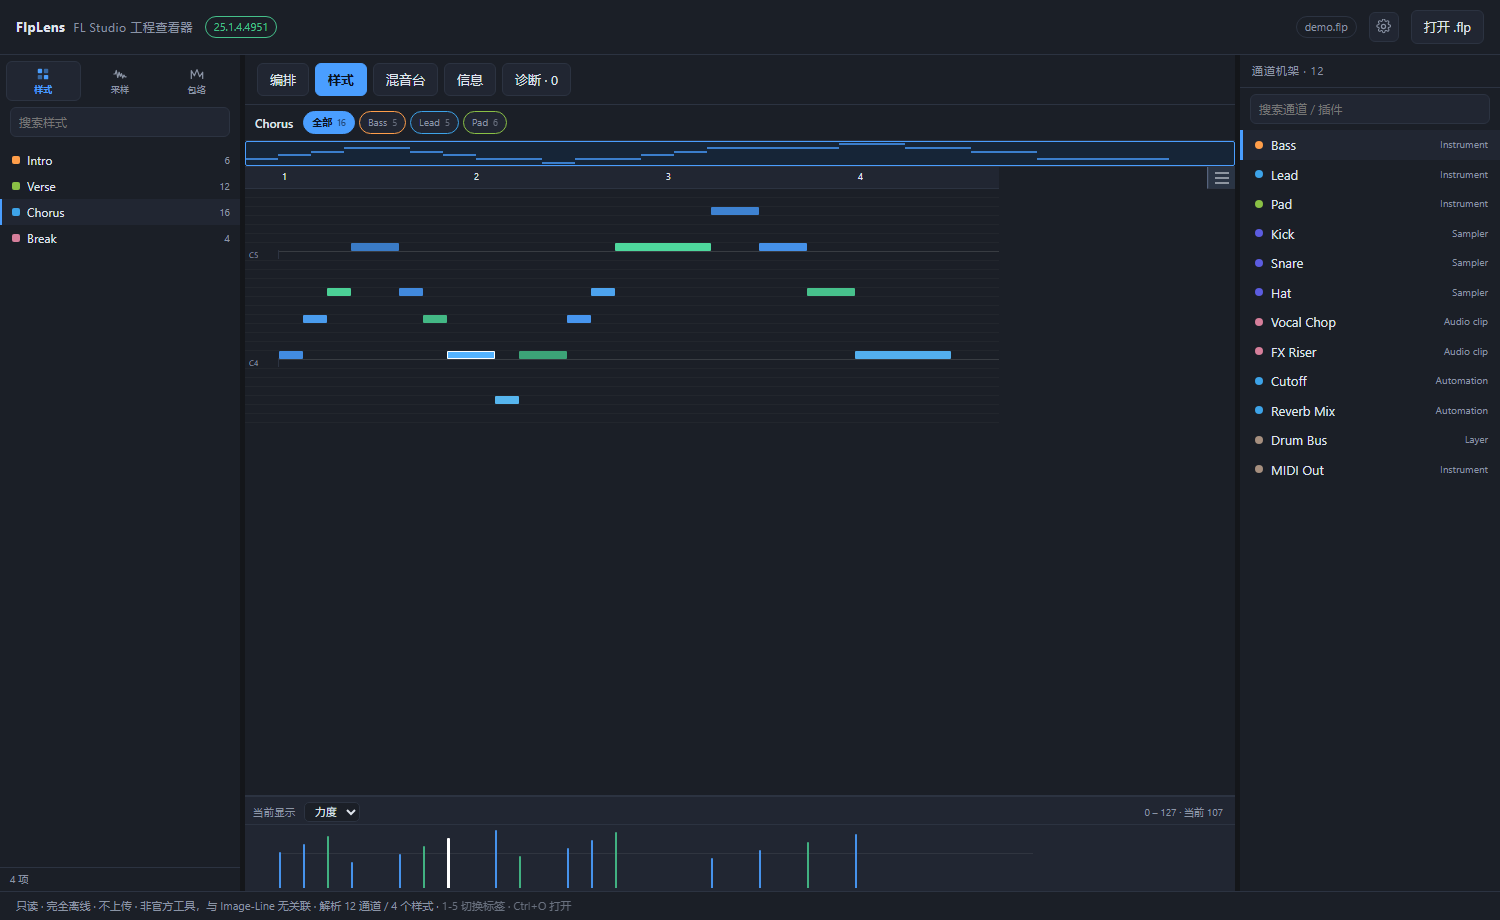 FlpLens FL Studio 工程查看器 25.1.4.4951 demo.flp 打开 .flp
样式 采样 包络
搜索样式
Intro 6
Verse 12
Chorus 16
Break 4
4 项
编排 样式 混音台 信息 诊断 · 0
Chorus 全部 16 Bass 5 Lead 5 Pad 6
1 2 3 4
C5
C4
当前显示 力度 0 – 127 · 当前 107
通道机架 · 12
搜索通道 / 插件
Bass Instrument
Lead Instrument
Pad Instrument
Kick Sampler
Snare Sampler
Hat Sampler
Vocal Chop Audio clip
FX Riser Audio clip
Cutoff Automation
Reverb Mix Automation
Drum Bus Layer
MIDI Out Instrument
只读 · 完全离线 · 不上传 · 非官方工具，与 Image-Line 无关联 · 解析 12 通道 / 4 个样式 · 1-5 切换标签 · Ctrl+O 打开